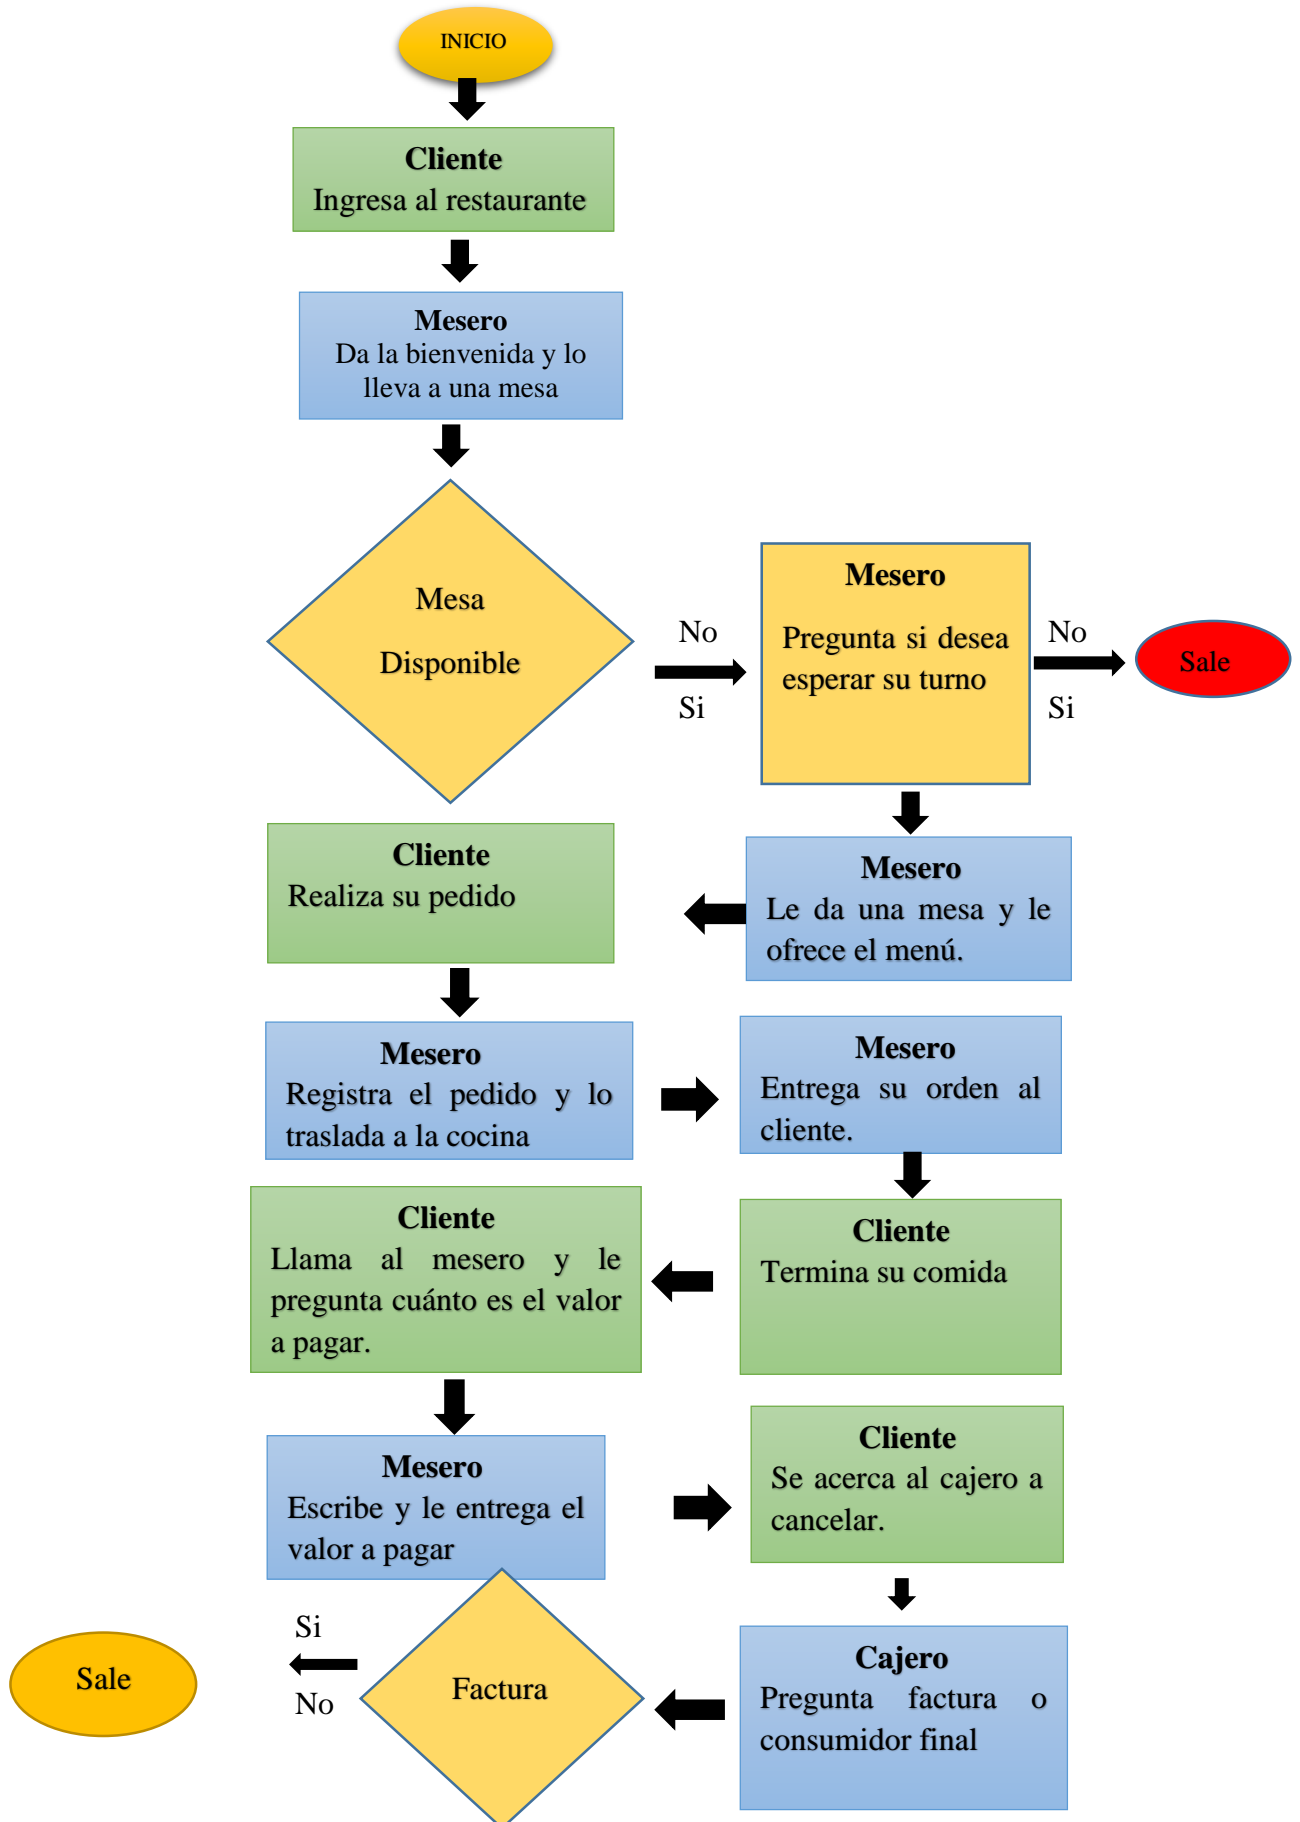 INICIO
Cliente
Ingresa al restaurante
Mesero
Da la bienvenida y lo
lleva a una mesa
Mesa
Disponible
No
Si
Mesero
Pregunta si desea
esperar su turno
No
Si
Sale
Mesero
Le da una mesa y le
ofrece el menú.
Cliente
Realiza su pedido
Mesero
Registra el pedido y lo
traslada a la cocina
Mesero
Entrega su orden al
cliente.
Cliente
Termina su comida
Cliente
Llama al mesero y le
pregunta cuánto es el valor
a pagar.
Mesero
Escribe y le entrega el
valor a pagar
Cliente
Se acerca al cajero a
cancelar.
Cajero
Pregunta factura o
consumidor final
Factura
Si
No
Sale